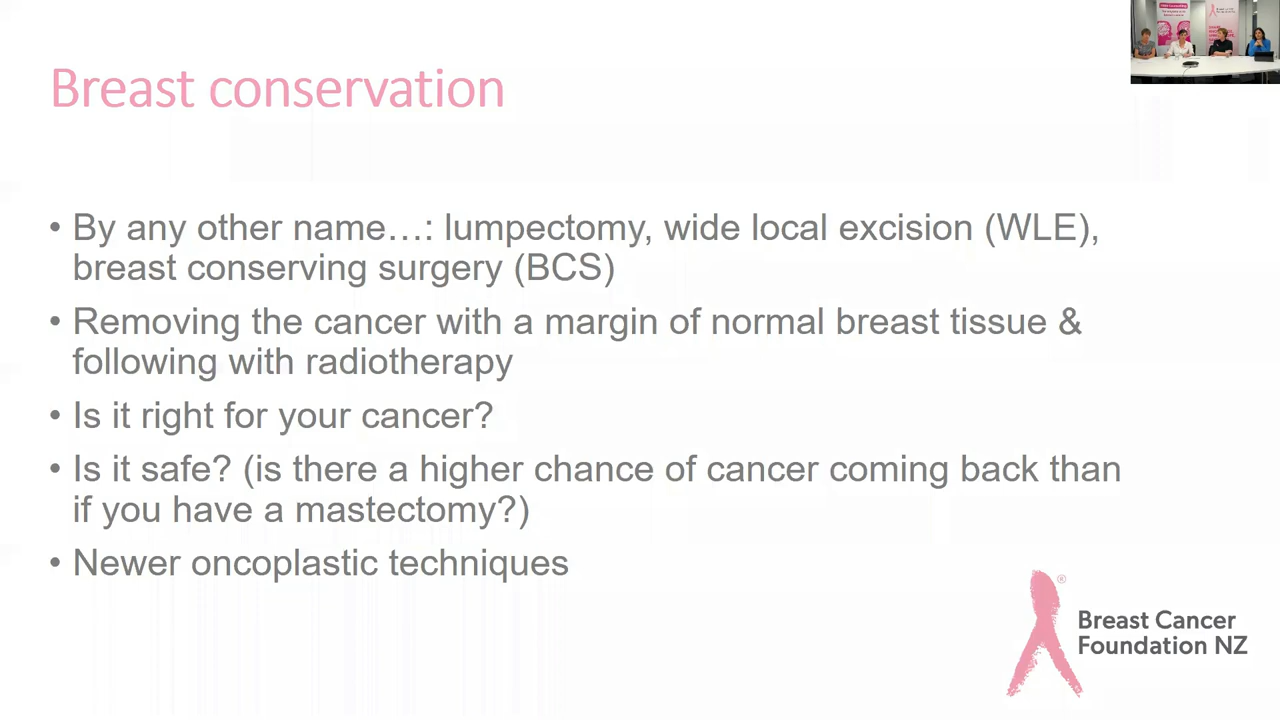 Breast conservation
• By any other name…: lumpectomy, wide local excision (WLE),
breast conserving surgery (BCS)
• Removing the cancer with a margin of normal breast tissue &
following with radiotherapy
• Is it right for your cancer?
• Is it safe? (is there a higher chance of cancer coming back than
if you have a mastectomy?)
• Newer oncoplastic techniques
®
Breast Cancer
Foundation NZ